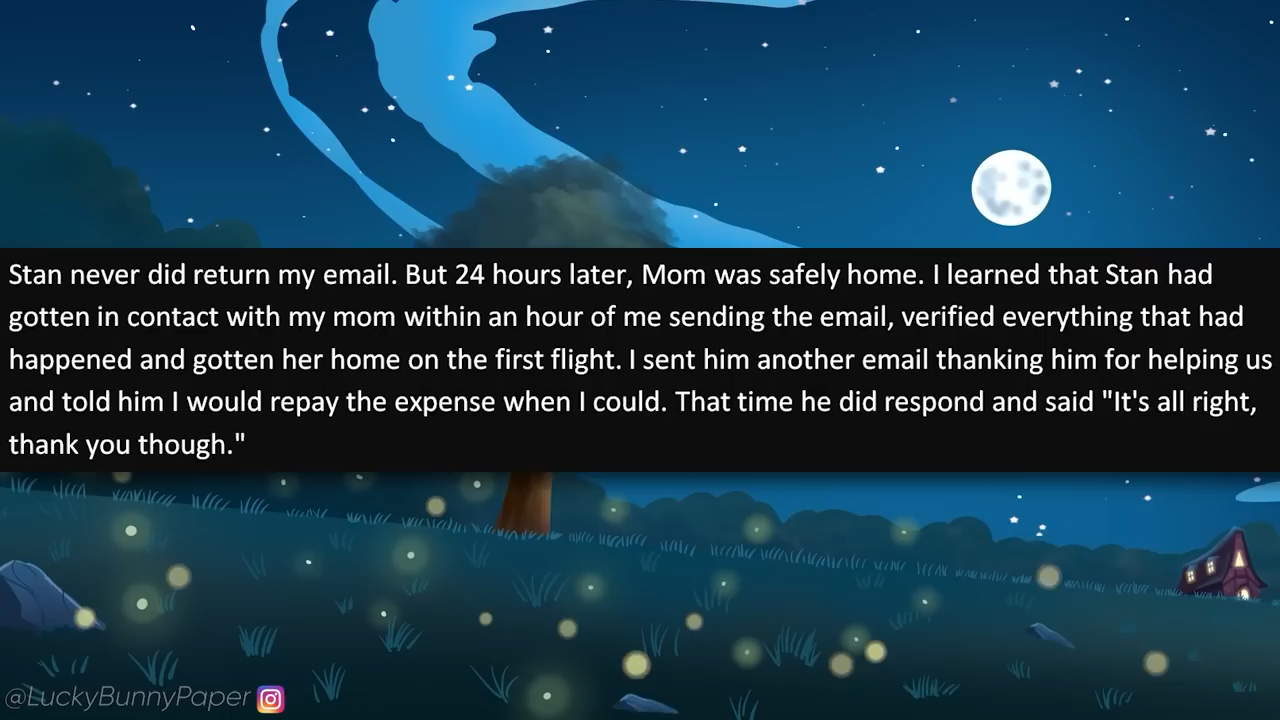 Stan never did return my email. But 24 hours later, Mom was safely home. I learned that Stan had
gotten in contact with my mom within an hour of me sending the email, verified everything that had
happened and gotten her home on the first flight. I sent him another email thanking him for helping us
and told him I would repay the expense when I could. That time he did respond and said "It's all right,
thank you though."
@LuckyBunnyPaper